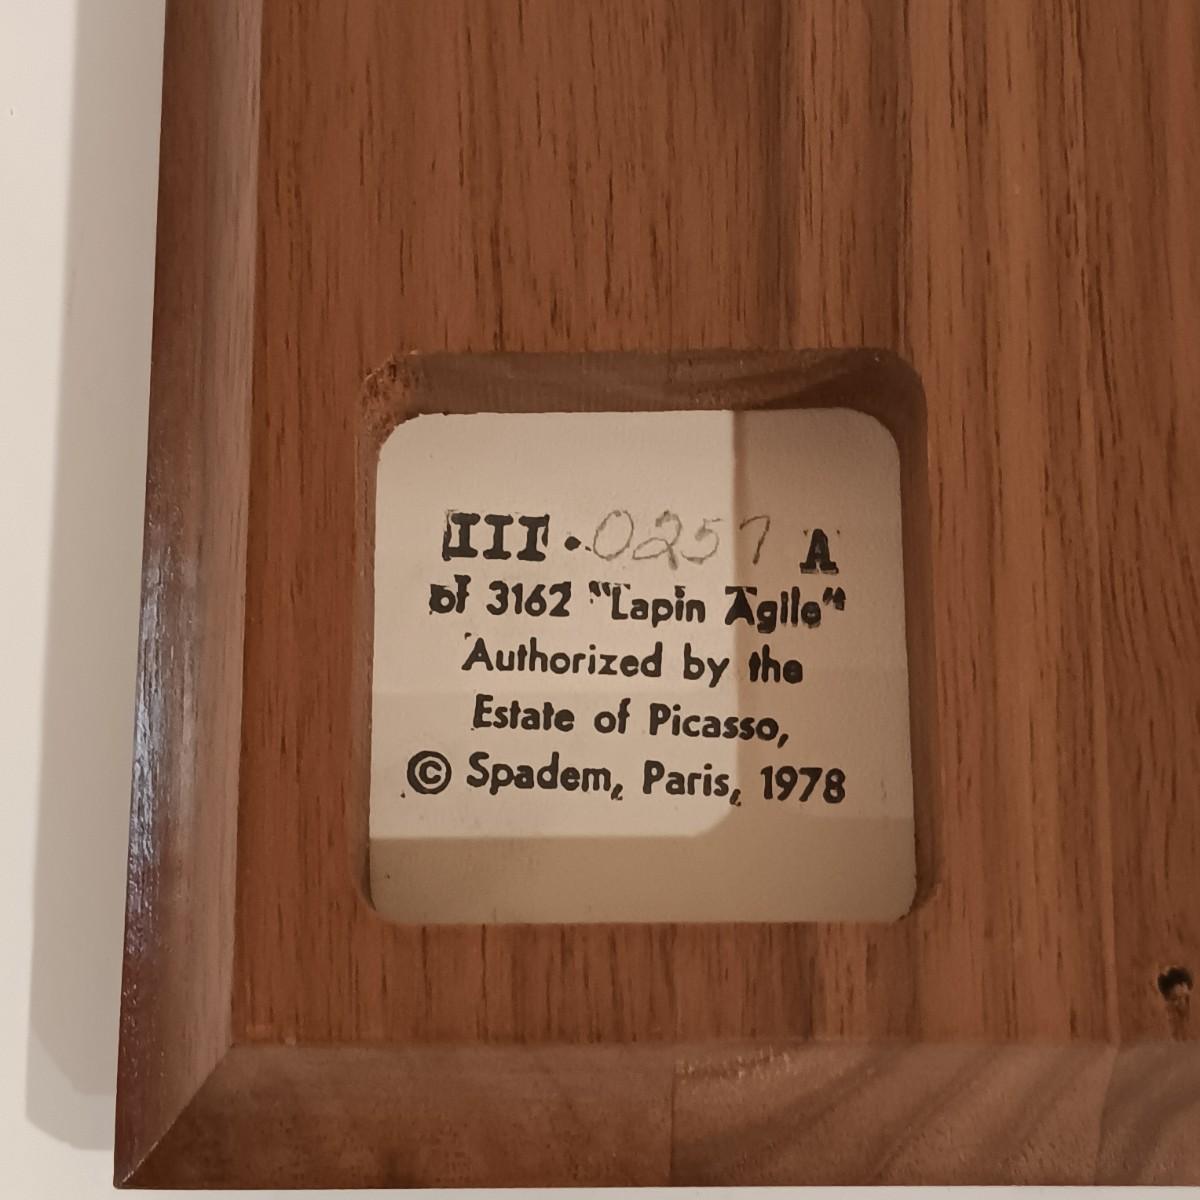 III · 0257 A
of 3162 "Lapin Agile"
Authorized by the
Estate of Picasso,
© Spadem, Paris, 1978